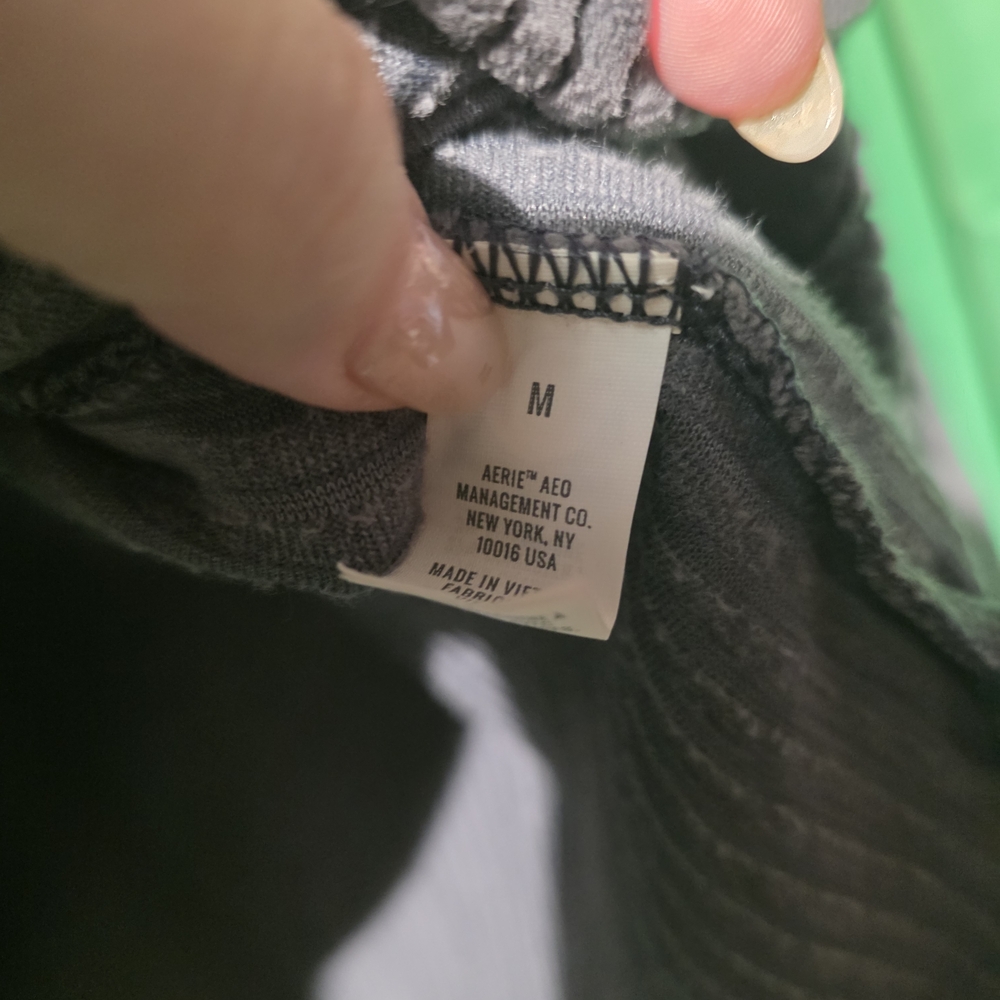 M
AERIE™ AEO
MANAGEMENT CO.
NEW YORK, NY
10016 USA
MADE IN